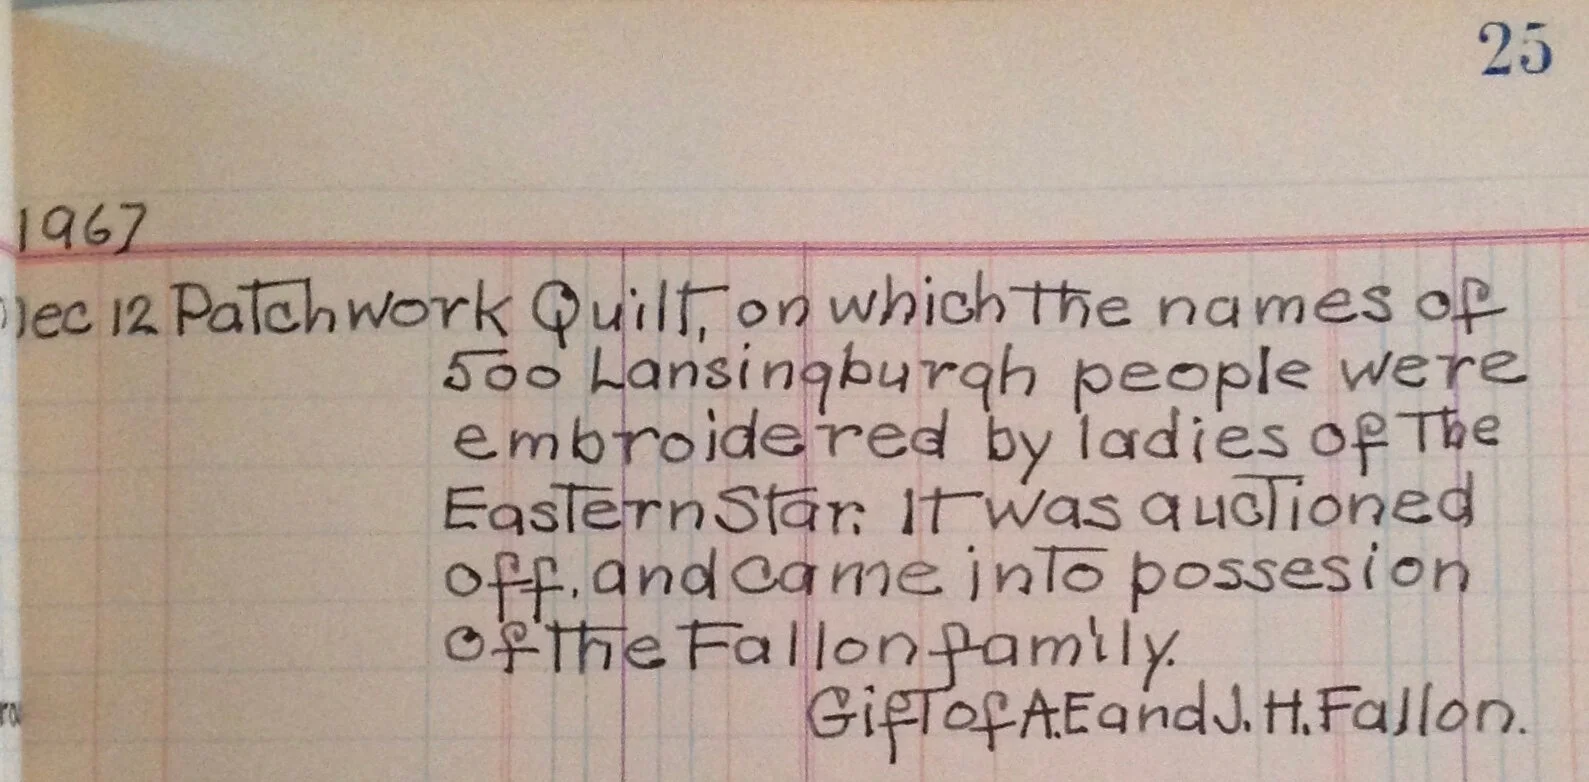 25
1967
Dec 12 Patchwork Quilt, on which the names of
500 Lansingburgh people were
embroidered by ladies of the
Eastern Star. It was auctioned
off, and came into possesion
of the Fallon family.
Gift of A.E and J.H. Fallon.